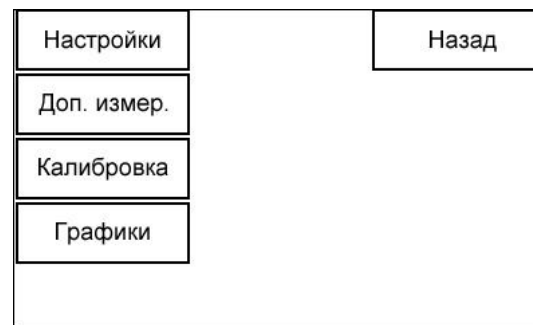 Настройки
Назад
Доп. измер.
Калибровка
Графики